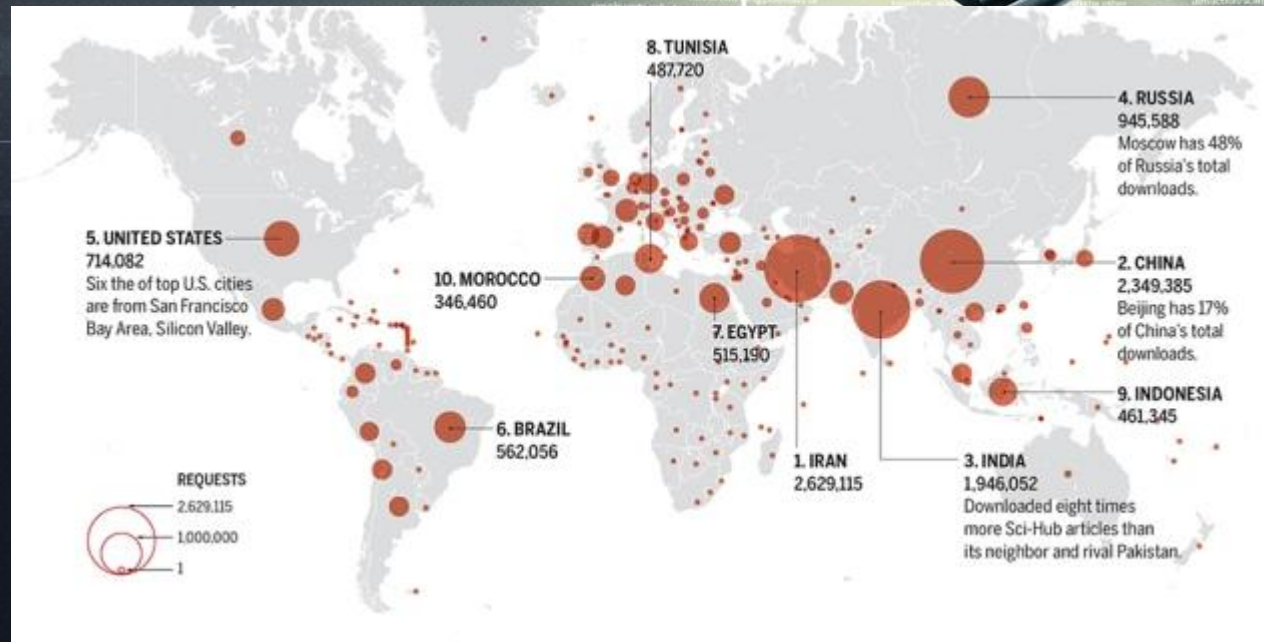 8. TUNISIA
487,720
4. RUSSIA
945,588
Moscow has 48%
of Russia's total
downloads.
5. UNITED STATES
714,082
Six the of top U.S. cities
are from San Francisco
Bay Area, Silicon Valley.
10. MOROCCO
346,460
7. EGYPT
515,190
2. CHINA
2,349,385
Beijing has 17%
of China's total
downloads.
9. INDONESIA
461,345
6. BRAZIL
562,056
1. IRAN
2,629,115
3. INDIA
1,946,052
Downloaded eight times
more Sci-Hub articles than
its neighbor and rival Pakistan.
REQUESTS
2,629,115
1,000,000
1